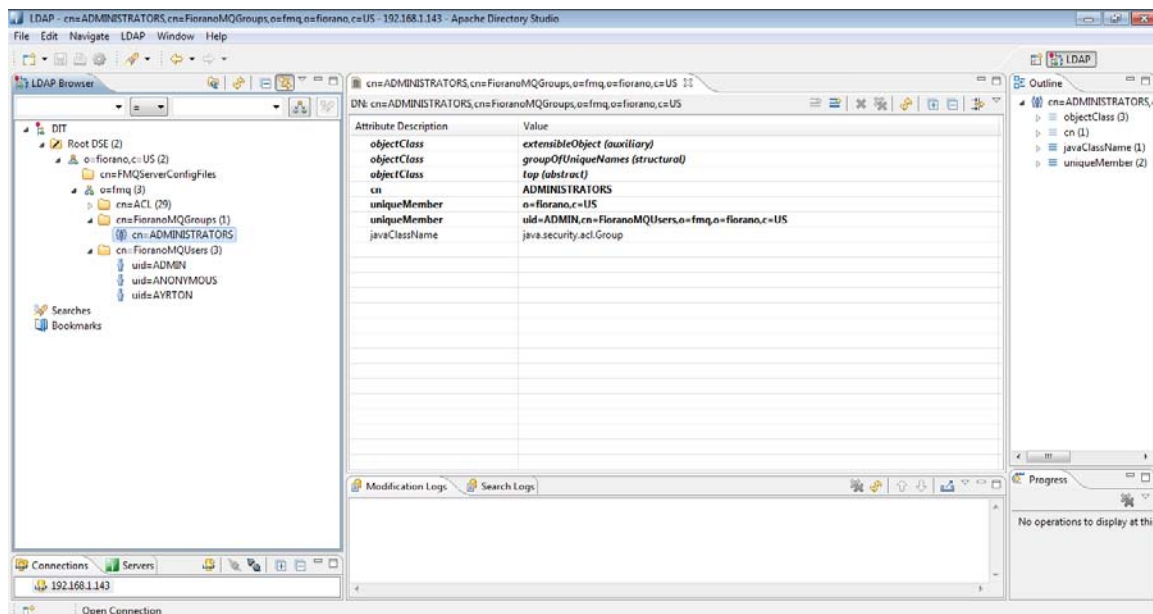 LDAP - cn=ADMINISTRATORS,cn=FioranoMQGroups,o=fmq,o=fiorano,c=US - 192.168.1.143 - Apache Directory Studio
File Edit Navigate LDAP Window Help
LDAP
LDAP Browser
=
DIT
Root DSE (2)
o=fiorano,c=US (2)
cn=FMQServerConfigFiles
o=fmq (3)
cn=ACL (29)
cn=FioranoMQGroups (1)
cn=ADMINISTRATORS
cn=FioranoMQUsers (3)
uid=ADMIN
uid=ANONYMOUS
uid=AYRTON
Searches
Bookmarks
Connections Servers
192.168.1.143
Open Connection
cn=ADMINISTRATORS,cn=FioranoMQGroups,o=fmq,o=fiorano,c=US
DN: cn=ADMINISTRATORS,cn=FioranoMQGroups,o=fmq,o=fiorano,c=US
Attribute Description Value
objectClass extensibleObject (auxiliary)
objectClass groupOfUniqueNames (structural)
objectClass top (abstract)
cn ADMINISTRATORS
uniqueMember o=fiorano,c=US
uniqueMember uid=ADMIN,cn=FioranoMQUsers,o=fmq,o=fiorano,c=US
javaClassName java.security.acl.Group
Modification Logs Search Logs
Outline
cn=ADMINISTRATORS,
objectClass (3)
cn (1)
javaClassName (1)
uniqueMember (2)
Progress
No operations to display at thi